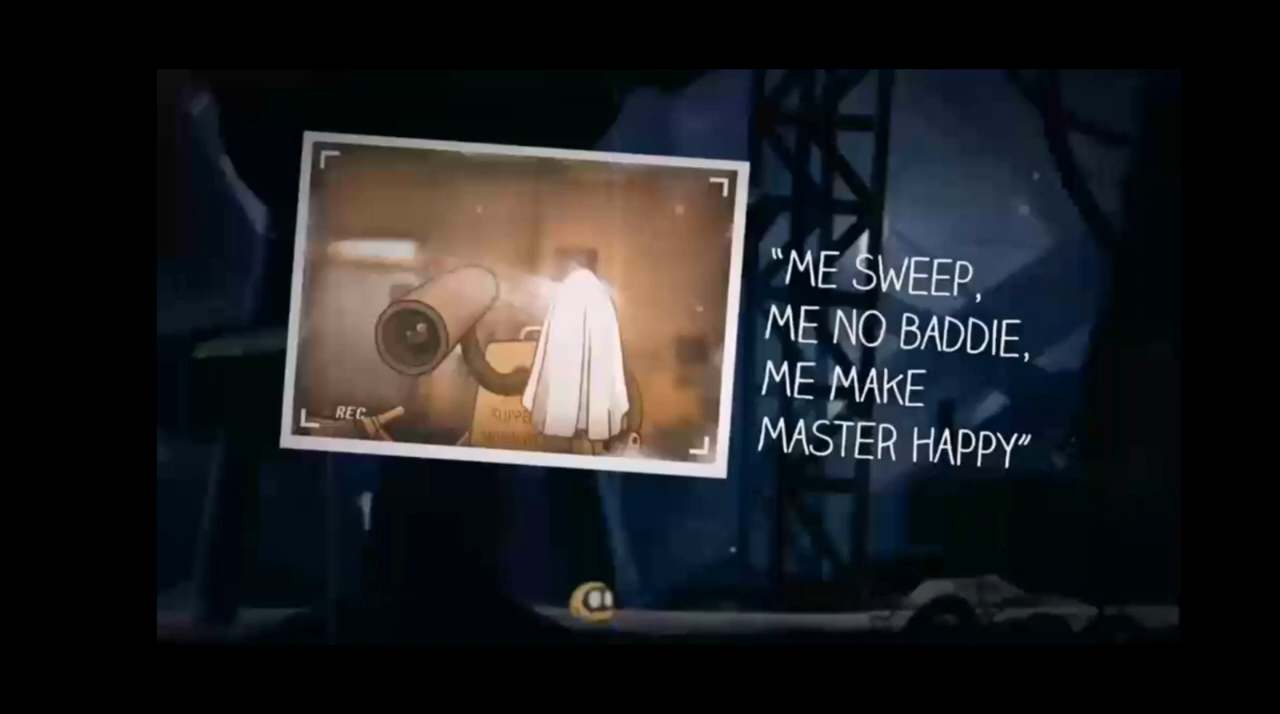 "ME SWEEP,
ME NO BADDIE,
ME MAKE
MASTER HAPPY"
REC